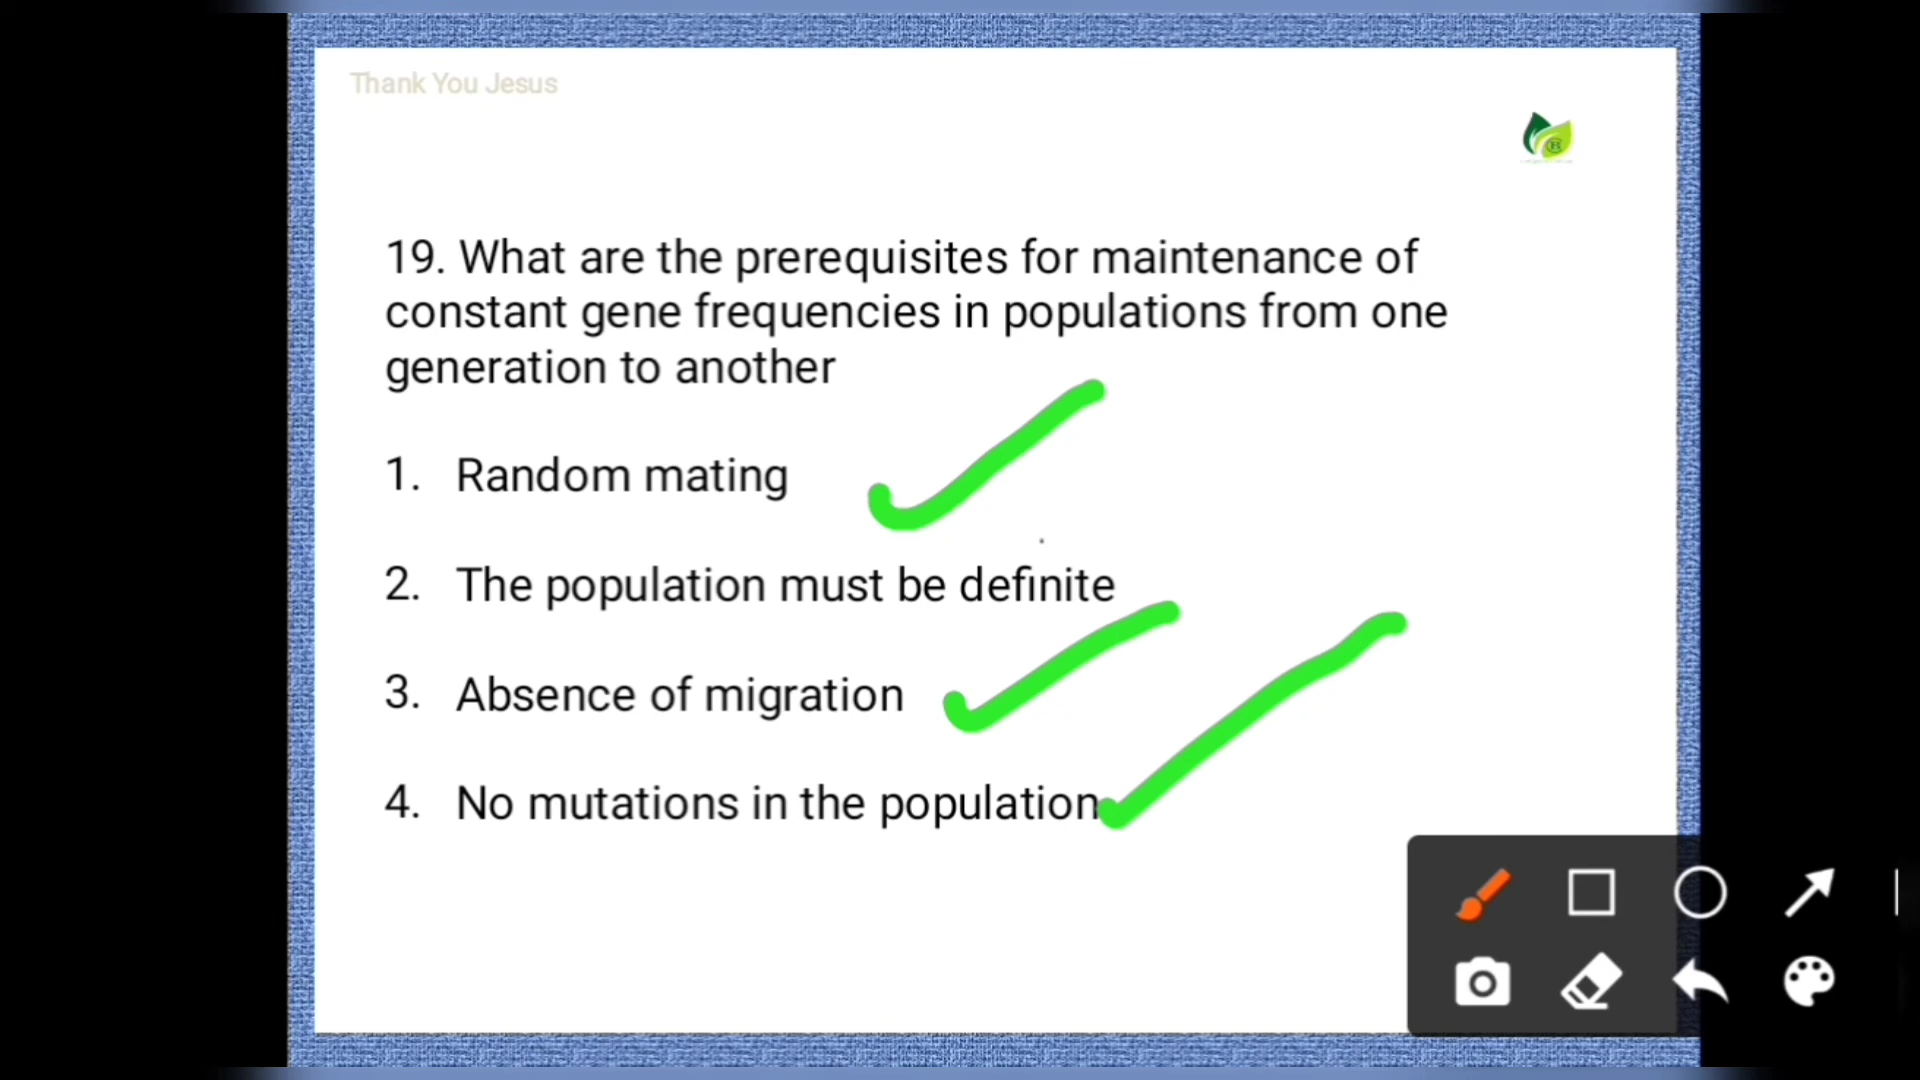 Thank You Jesus
19. What are the prerequisites for maintenance of
constant gene frequencies in populations from one
generation to another
1. Random mating
2. The population must be definite
3. Absence of migration
4. No mutations in the population